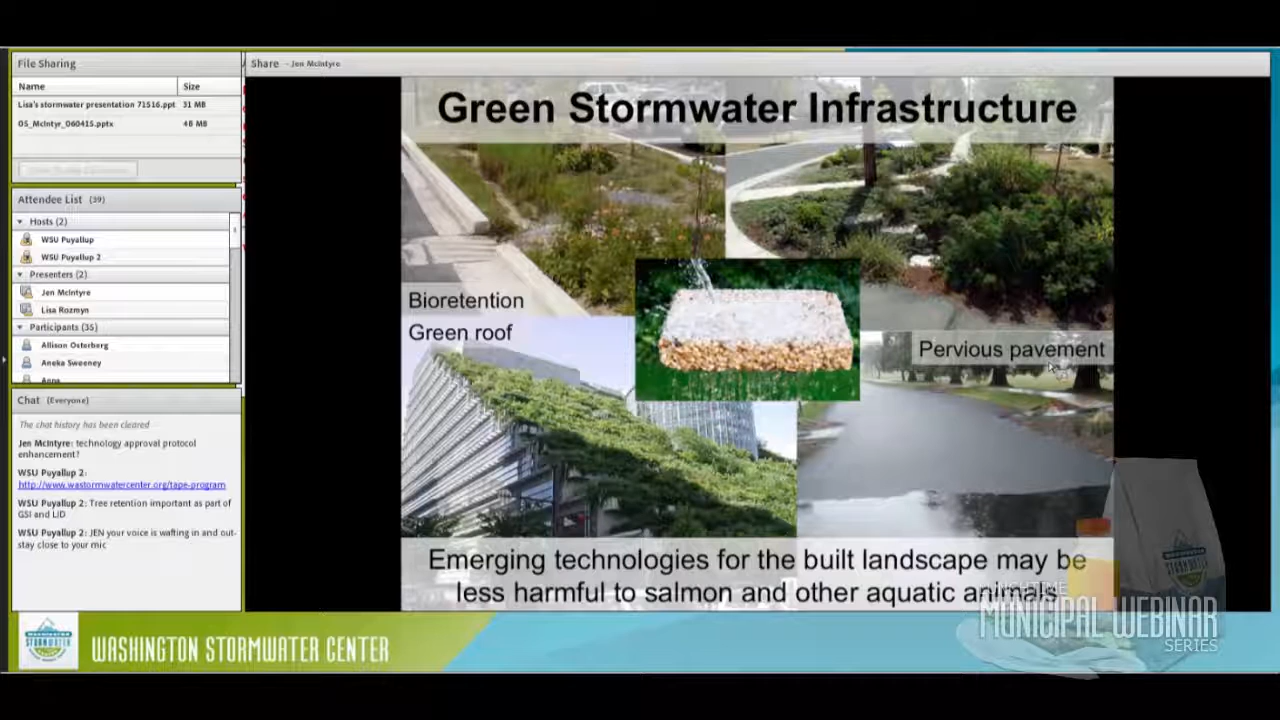 File Sharing
Name Size
Lisa's stormwater presentation 71516.ppt 31 MB
OS_McIntyr_060415.pptx 48 MB
Attendee List (39)
Hosts (2)
WSU Puyallup
WSU Puyallup 2
Presenters (2)
Jen McIntyre
Lisa Rozmyn
Participants (35)
Allison Osterberg
Aneka Sweeney
Anna
Chat (Everyone)
The chat history has been cleared
Jen McIntyre: technology approval protocol
enhancement?
WSU Puyallup 2:
http://www.wastormwatercenter.org/tape-program
WSU Puyallup 2: Tree retention important as part of
GSI and LID
WSU Puyallup 2: JEN your voice is wafting in and out-
stay close to your mic
Share - Jen McIntyre
Green Stormwater Infrastructure
Bioretention
Green roof
Pervious pavement
Emerging technologies for the built landscape may be
less harmful to salmon and other aquatic animals.
WASHINGTON STORMWATER CENTER
LUNCHTIME
MUNICIPAL WEBINAR
SERIES